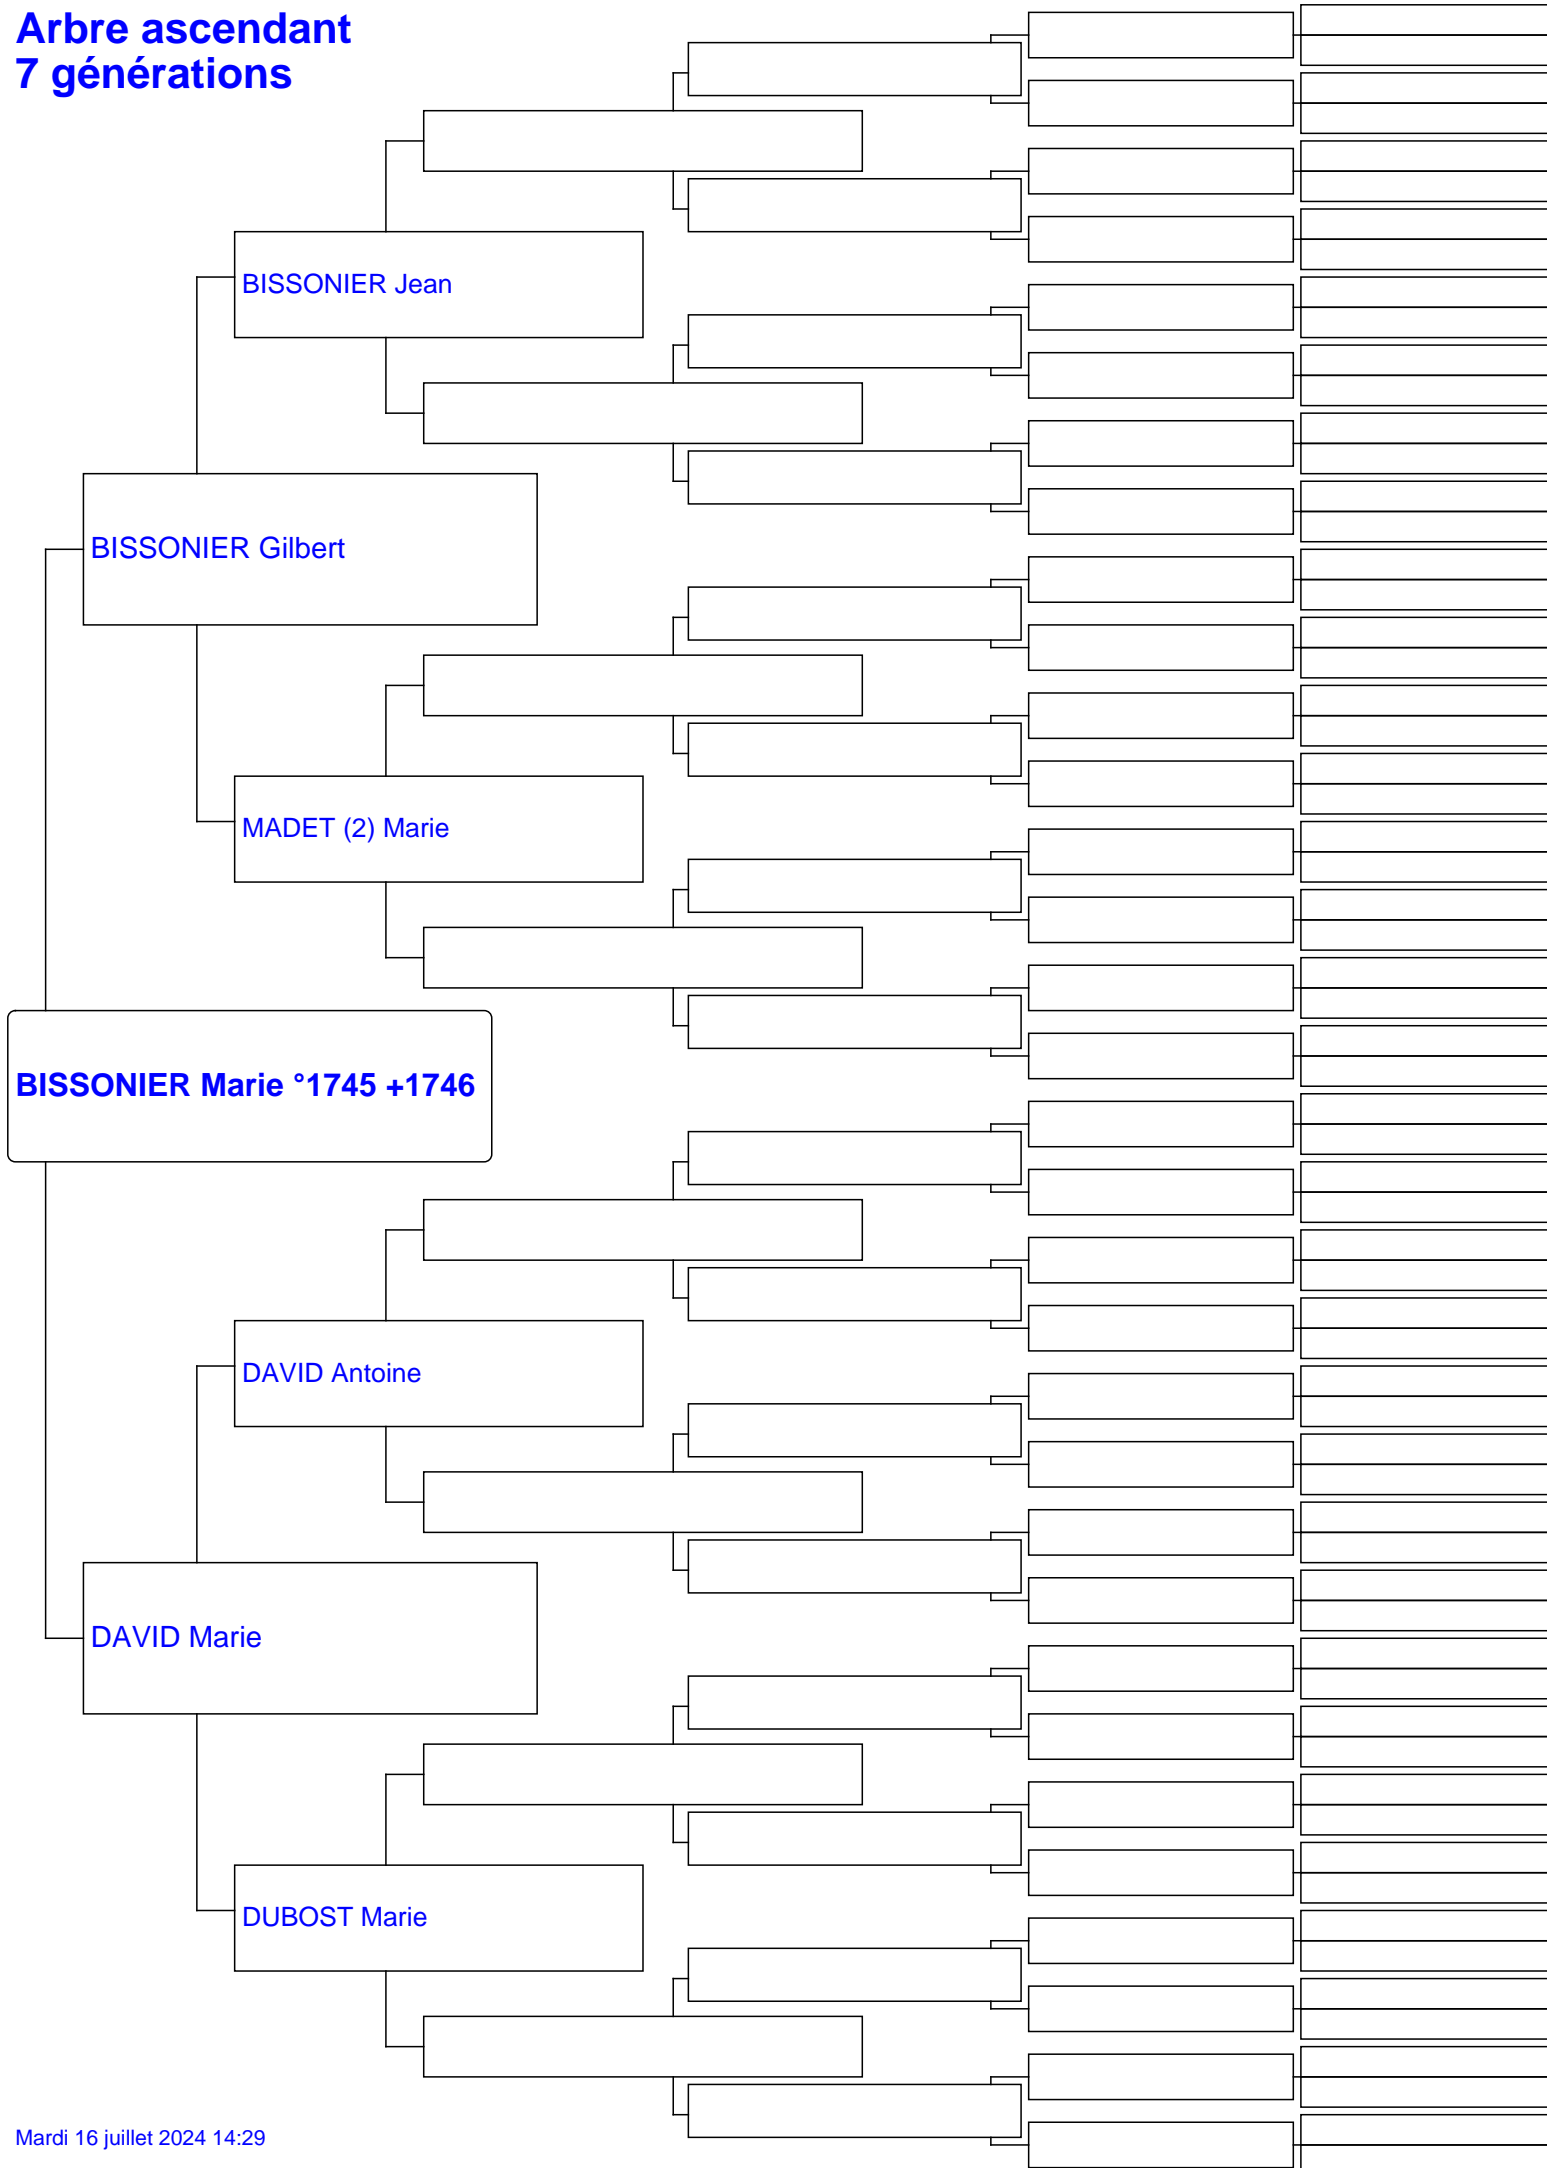 Arbre ascendant
7 générations
BISSONIER Jean
BISSONIER Gilbert
MADET (2) Marie
BISSONIER Marie °1745 +1746
DAVID Antoine
DAVID Marie
DUBOST Marie
Mardi 16 juillet 2024 14:29